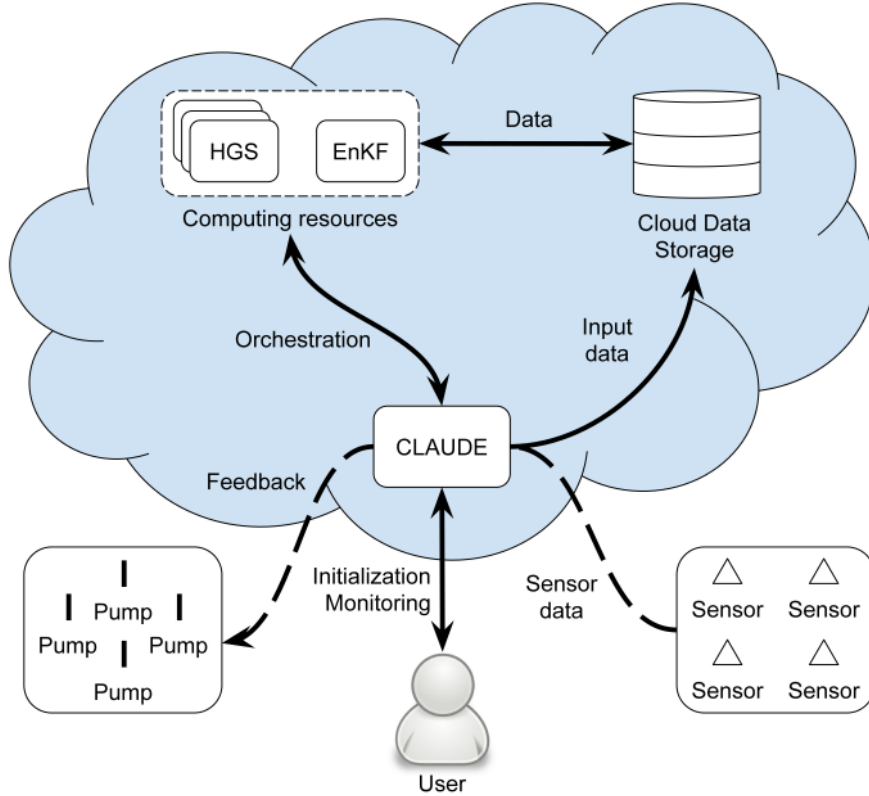 HGS
EnKF
Data
Computing resources
Cloud Data
Storage
Orchestration
Input
data
CLAUDE
Feedback
Initialization
Monitoring
Sensor
data
Pump
Pump
Pump
Pump
Sensor
Sensor
Sensor
Sensor
User